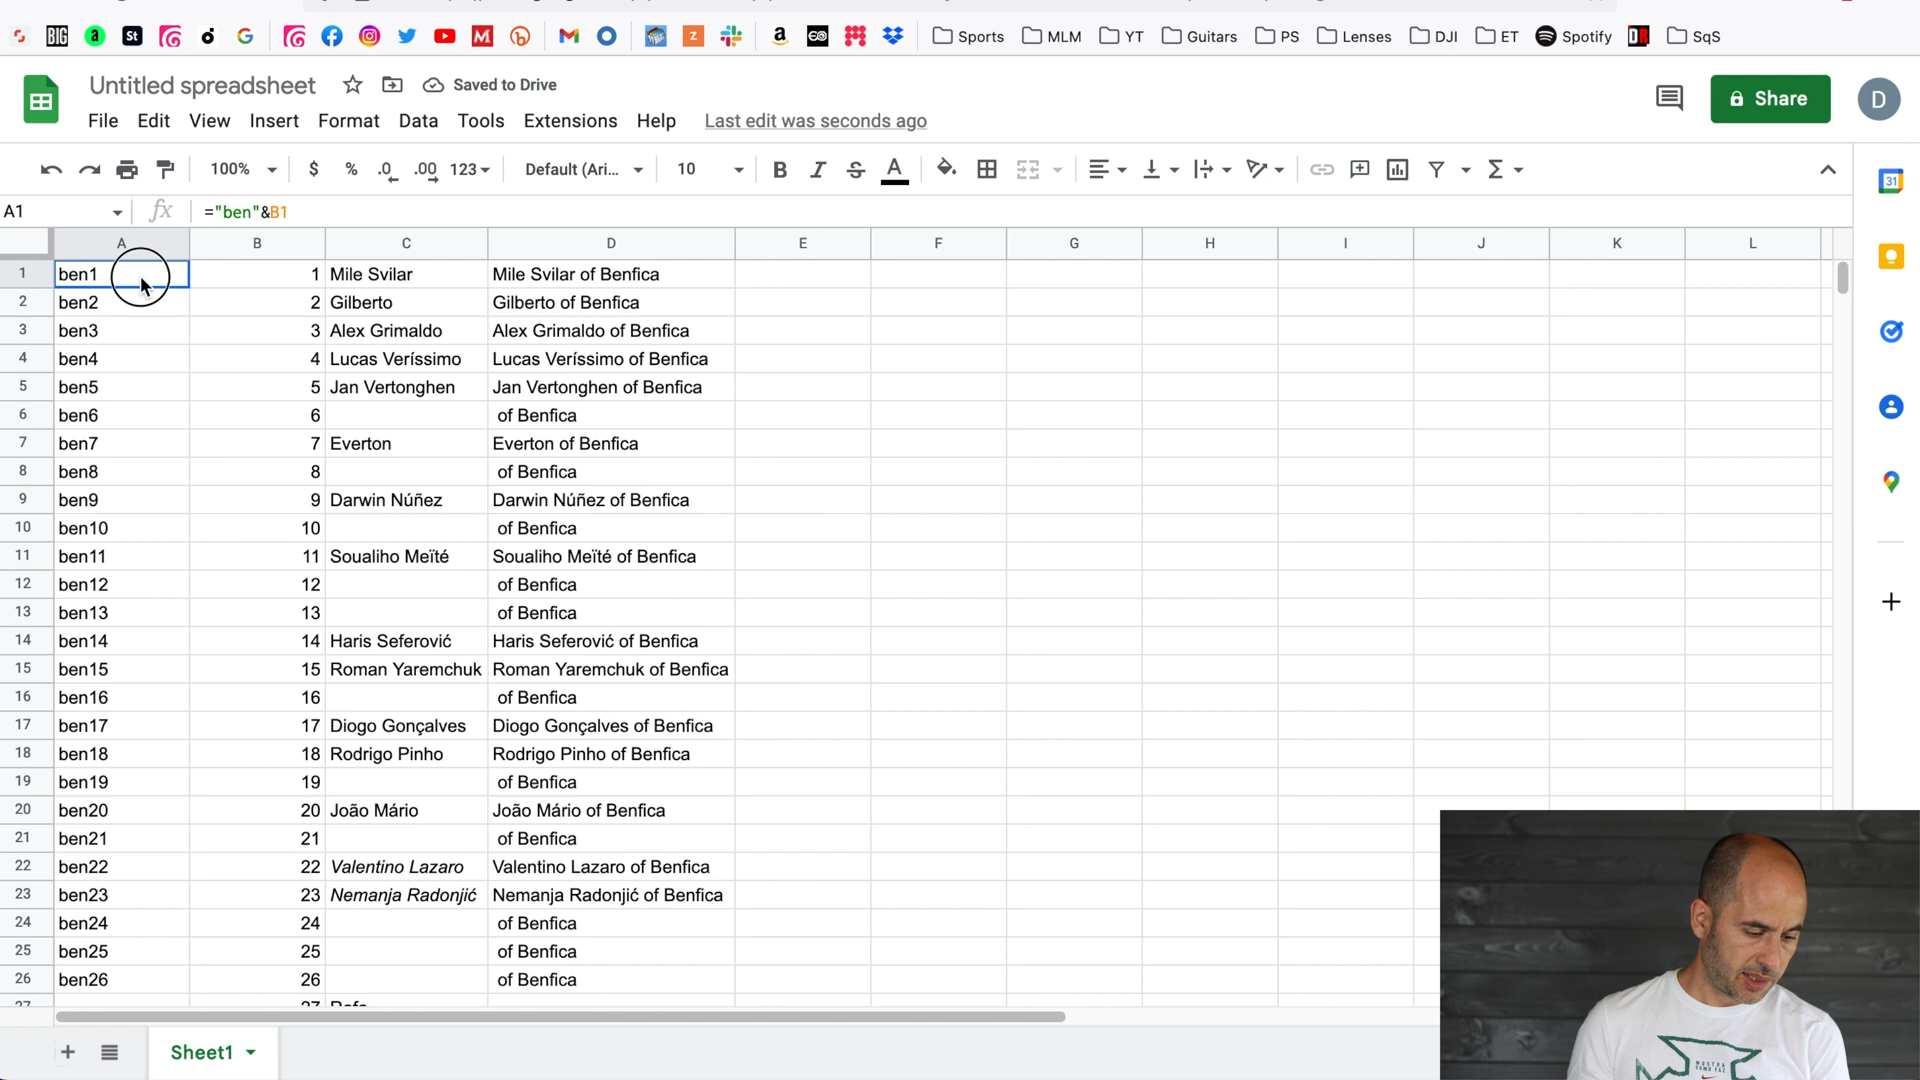 BIG
a
St
G
M
a
Z
Sports
MLM
YT
Guitars
PS
Lenses
DJI
ET
Spotify
SqS
Untitled spreadsheet
Saved to Drive
Share
D
File Edit View Insert Format Data Tools Extensions Help Last edit was seconds ago
100% $ % .0 .00 123 Default (Ari... 10 B I S A
31
A1 fx ="ben"&B1
A B C D E F G H I J K L
1 ben1 1 Mile Svilar Mile Svilar of Benfica
2 ben2 2 Gilberto Gilberto of Benfica
3 ben3 3 Alex Grimaldo Alex Grimaldo of Benfica
4 ben4 4 Lucas Veríssimo Lucas Veríssimo of Benfica
5 ben5 5 Jan Vertonghen Jan Vertonghen of Benfica
6 ben6 6 of Benfica
7 ben7 7 Everton Everton of Benfica
8 ben8 8 of Benfica
9 ben9 9 Darwin Núñez Darwin Núñez of Benfica
10 ben10 10 of Benfica
11 ben11 11 Soualiho Meïté Soualiho Meïté of Benfica
12 ben12 12 of Benfica
13 ben13 13 of Benfica
14 ben14 14 Haris Seferović Haris Seferović of Benfica
15 ben15 15 Roman Yaremchuk Roman Yaremchuk of Benfica
16 ben16 16 of Benfica
17 ben17 17 Diogo Gonçalves Diogo Gonçalves of Benfica
18 ben18 18 Rodrigo Pinho Rodrigo Pinho of Benfica
19 ben19 19 of Benfica
20 ben20 20 João Mário João Mário of Benfica
21 ben21 21 of Benfica
22 ben22 22 Valentino Lazaro Valentino Lazaro of Benfica
23 ben23 23 Nemanja Radonjić Nemanja Radonjić of Benfica
24 ben24 24 of Benfica
25 ben25 25 of Benfica
26 ben26 26 of Benfica
27 27 Rafa
Sheet1